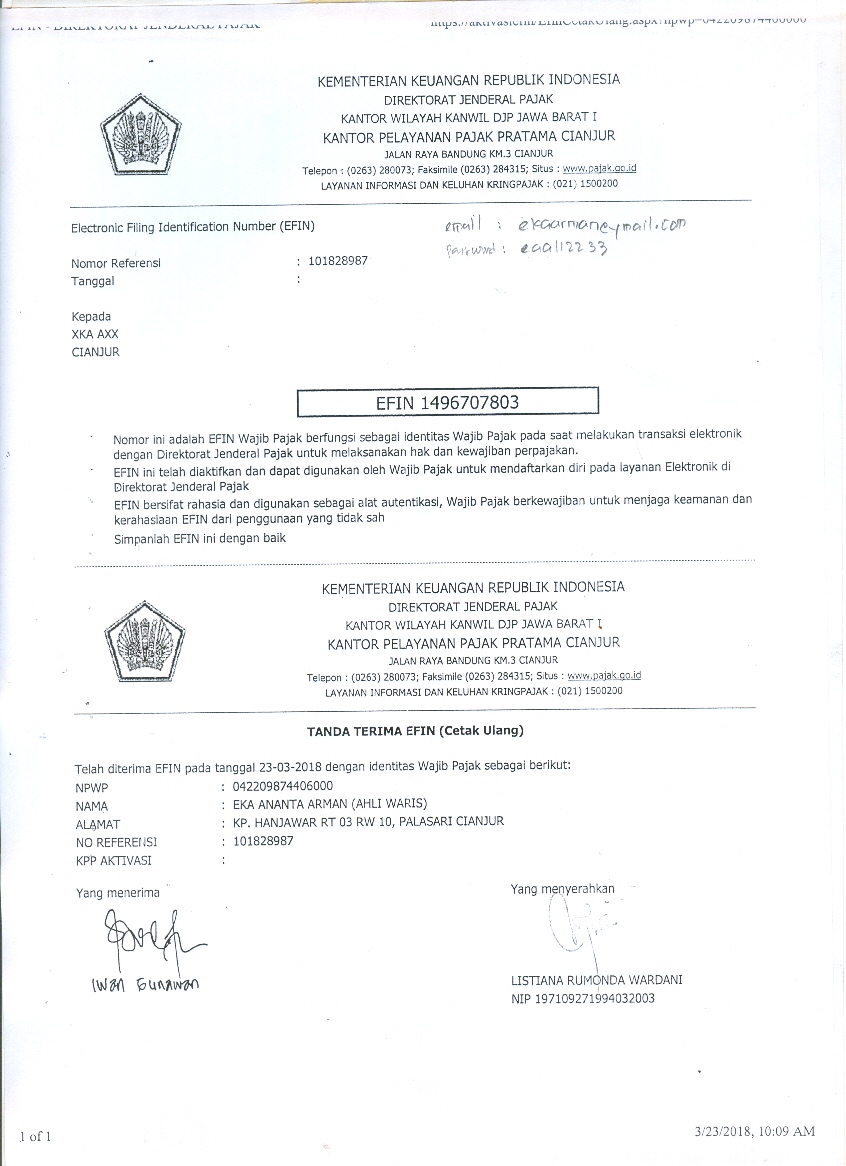 EFIN - DIREKTORAT JENDERAL PAJAK
KEMENTERIAN KEUANGAN REPUBLIK INDONESIA
DIREKTORAT JENDERAL PAJAK
KANTOR WILAYAH KANWIL DJP JAWA BARAT I
KANTOR PELAYANAN PAJAK PRATAMA CIANJUR
JALAN RAYA BANDUNG KM.3 CIANJUR
Telepon : (0263) 280073; Faksimile (0263) 284315; Situs : www.pajak.go.id
LAYANAN INFORMASI DAN KELUHAN KRINGPAJAK : (021) 1500200
Electronic Filing Identification Number (EFIN)
email : ekaarman@ymail.com
password : eaa112233
Nomor Referensi : 101828987
Tanggal :
Kepada
XKA AXX
CIANJUR
EFIN 1496707803
Nomor ini adalah EFIN Wajib Pajak berfungsi sebagai identitas Wajib Pajak pada saat melakukan transaksi elektronik
dengan Direktorat Jenderal Pajak untuk melaksanakan hak dan kewajiban perpajakan.
EFIN ini telah diaktifkan dan dapat digunakan oleh Wajib Pajak untuk mendaftarkan diri pada layanan Elektronik di
Direktorat Jenderal Pajak
EFIN bersifat rahasia dan digunakan sebagai alat autentikasi, Wajib Pajak berkewajiban untuk menjaga keamanan dan
kerahasiaan EFIN dari penggunaan yang tidak sah
Simpanlah EFIN ini dengan baik
KEMENTERIAN KEUANGAN REPUBLIK INDONESIA
DIREKTORAT JENDERAL PAJAK
KANTOR WILAYAH KANWIL DJP JAWA BARAT I
KANTOR PELAYANAN PAJAK PRATAMA CIANJUR
JALAN RAYA BANDUNG KM.3 CIANJUR
Telepon : (0263) 280073; Faksimile (0263) 284315; Situs : www.pajak.go.id
LAYANAN INFORMASI DAN KELUHAN KRINGPAJAK : (021) 1500200
TANDA TERIMA EFIN (Cetak Ulang)
Telah diterima EFIN pada tanggal 23-03-2018 dengan identitas Wajib Pajak sebagai berikut:
NPWP : 042209874406000
NAMA : EKA ANANTA ARMAN (AHLI WARIS)
ALAMAT : KP. HANJAWAR RT 03 RW 10, PALASARI CIANJUR
NO REFERENSI : 101828987
KPP AKTIVASI :
Yang menerima
Yang menyerahkan
Iwan Gunawan
LISTIANA RUMONDA WARDANI
NIP 197109271994032003
1 of 1
3/23/2018, 10:09 AM